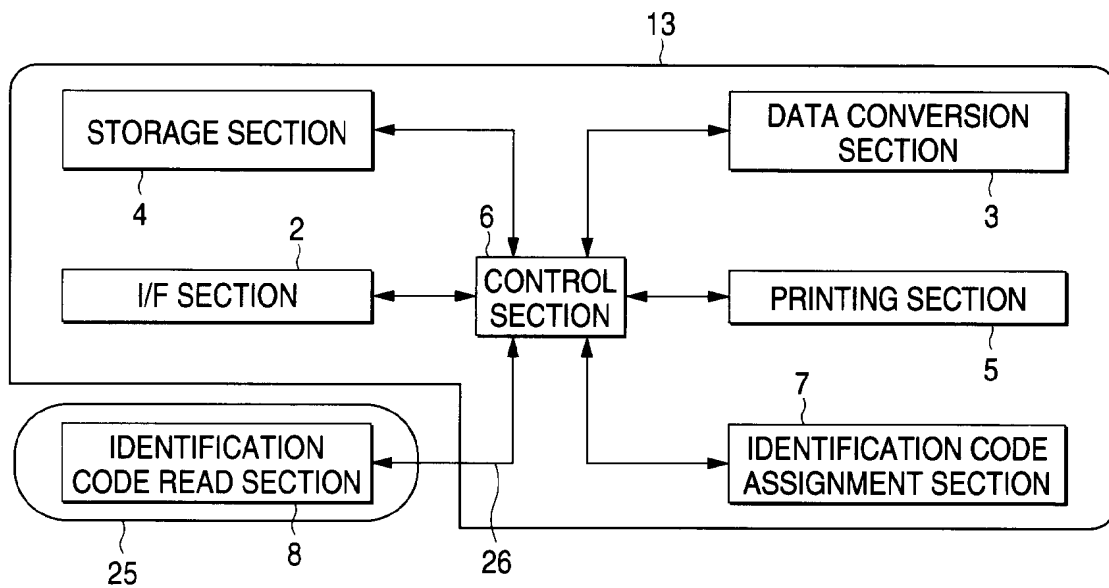 13
STORAGE SECTION
4
DATA CONVERSION
SECTION
3
2
I/F SECTION
6
CONTROL
SECTION
PRINTING SECTION
5
IDENTIFICATION
CODE READ SECTION
8
25
26
7
IDENTIFICATION CODE
ASSIGNMENT SECTION